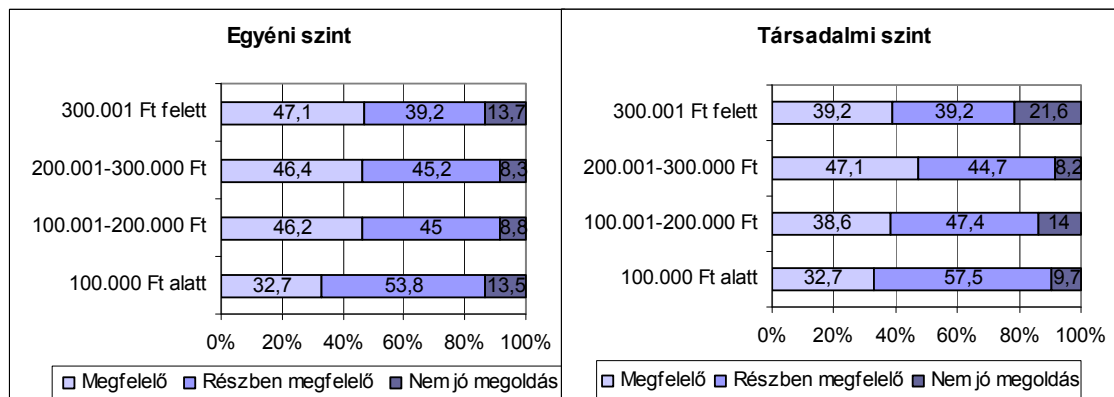 Egyéni szint
300.001 Ft felett 47,1 39,2 13,7
200.001-300.000 Ft 46,4 45,2 8,3
100.001-200.000 Ft 46,2 45 8,8
100.000 Ft alatt 32,7 53,8 13,5
0% 20% 40% 60% 80% 100%
Megfelelő Részben megfelelő Nem jó megoldás
Társadalmi szint
300.001 Ft felett 39,2 39,2 21,6
200.001-300.000 Ft 47,1 44,7 8,2
100.001-200.000 Ft 38,6 47,4 14
100.000 Ft alatt 32,7 57,5 9,7
0% 20% 40% 60% 80% 100%
Megfelelő Részben megfelelő Nem jó megoldás